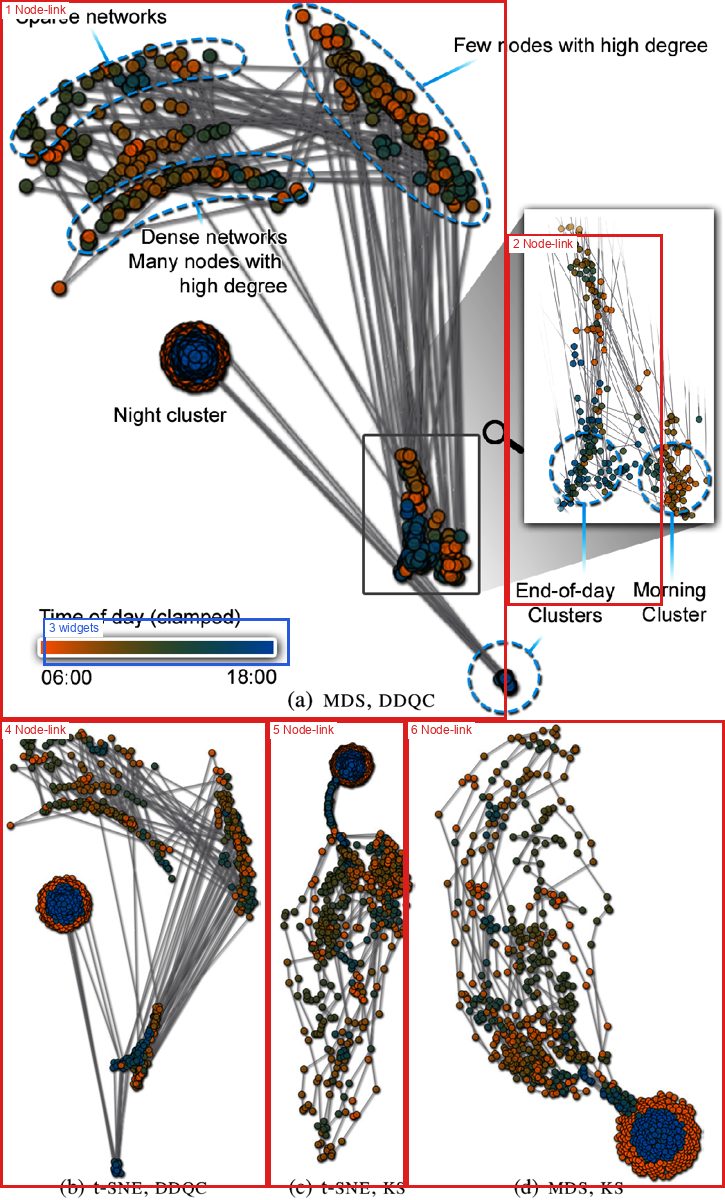 1 Node-link
Sparse networks
Few nodes with high degree
2 Node-link
Dense networks
Many nodes with
high degree
Night cluster
End-of-day
Clusters
Morning
Cluster
Time of day (clamped)
3 widgets
06:00
18:00
(a) MDS, DDQC
4 Node-link
5 Node-link
6 Node-link
(b) t-SNE, DDQC
(c) t-SNE, KS
(d) MDS, KS